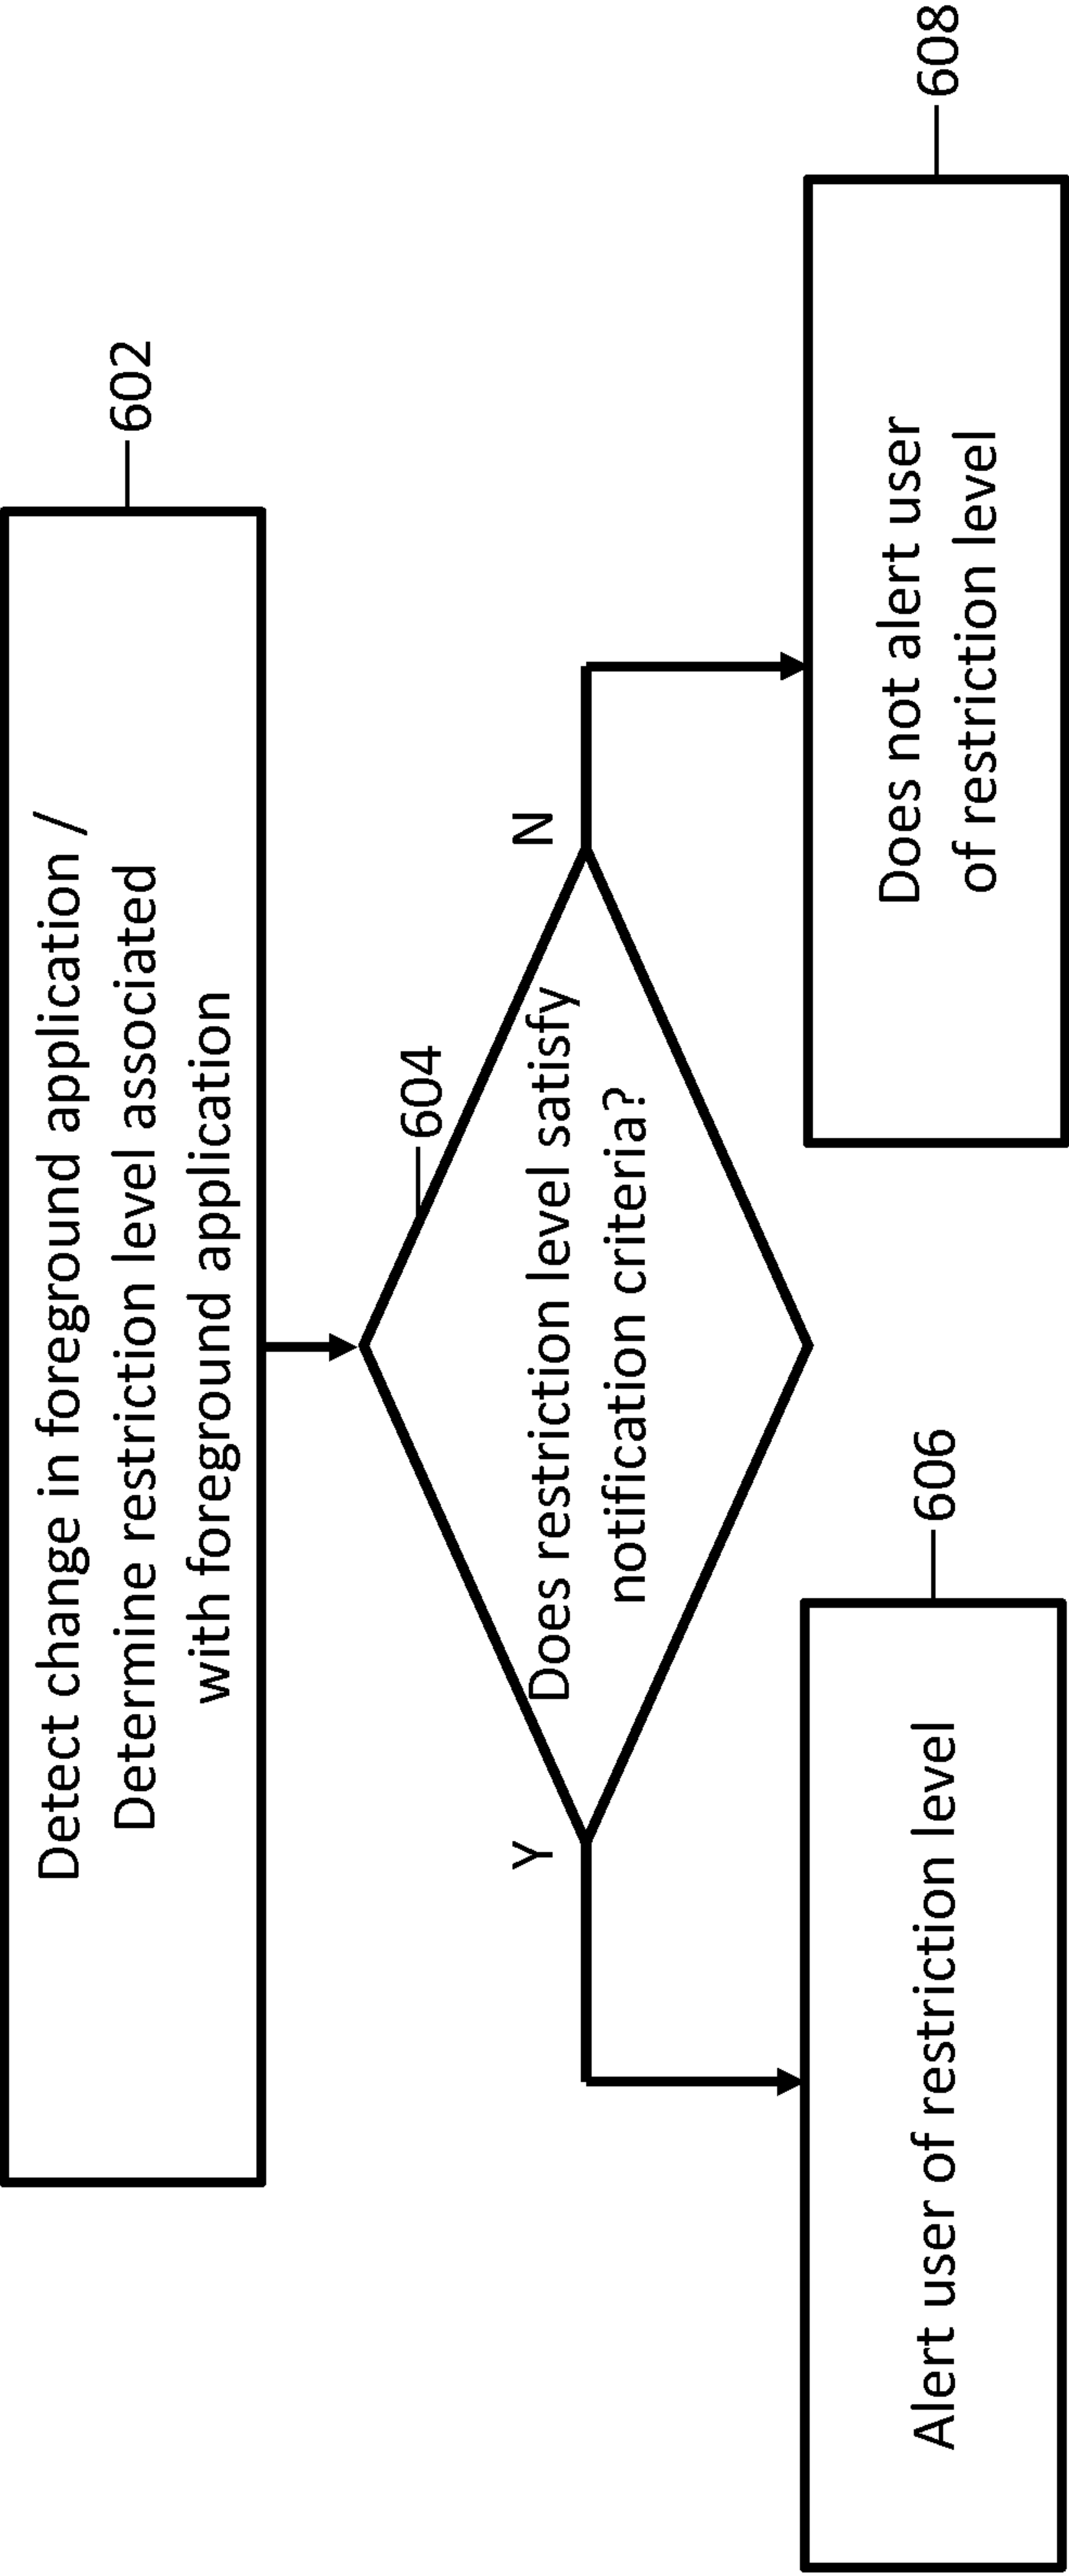 Detect change in foreground application /
Determine restriction level associated
with foreground application
602
604
Y
Does restriction level satisfy
notification criteria?
N
Alert user of restriction level
606
Does not alert user
of restriction level
608